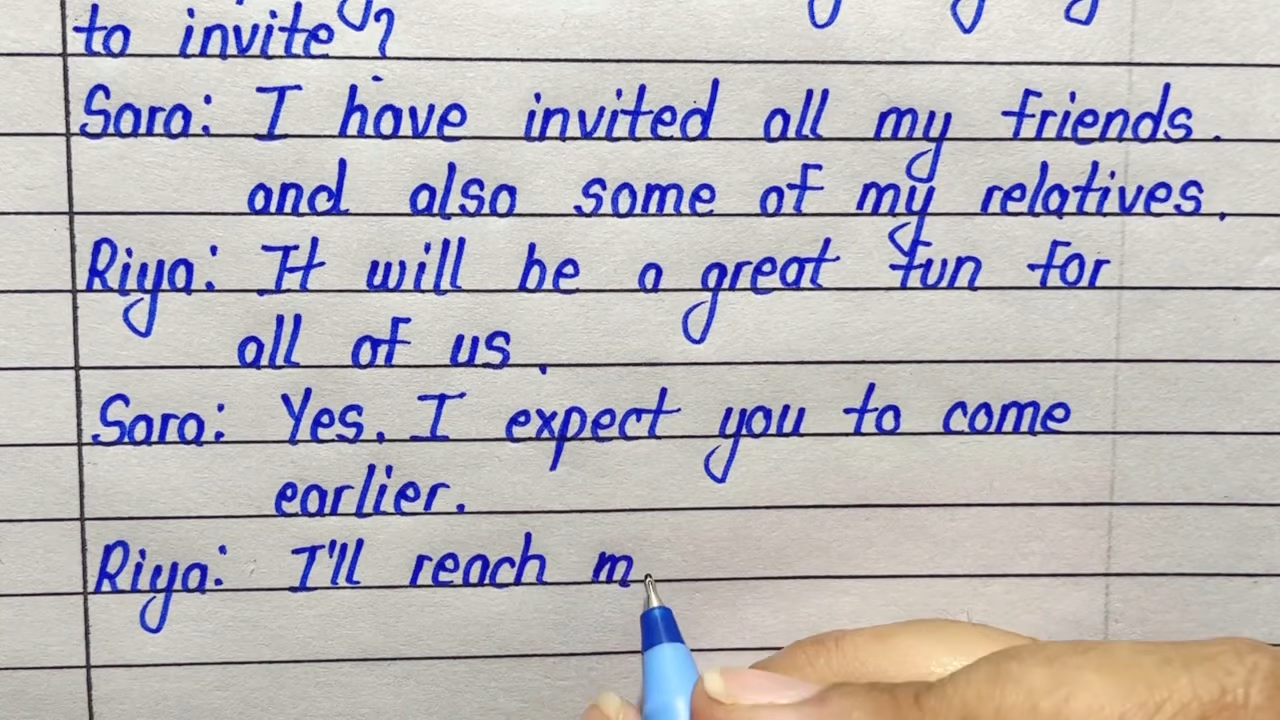 to invite?
Sara: I have invited all my friends.
and also some of my relatives.
Riya: It will be a great fun for
all of us.
Sara: Yes. I expect you to come
earlier.
Riya: I'll reach m